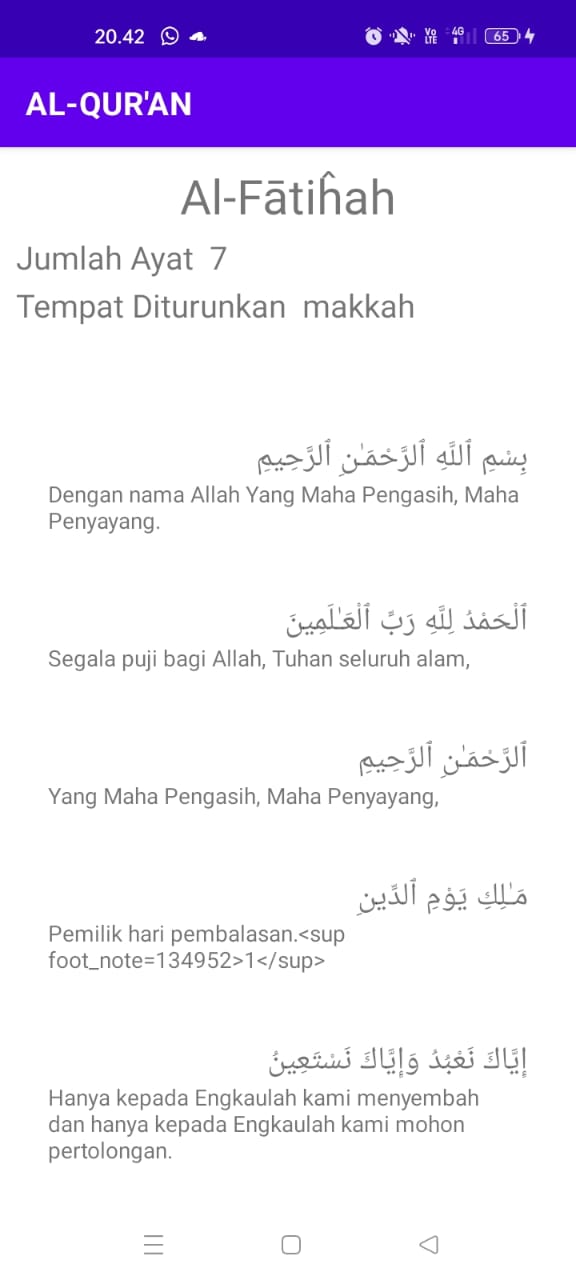 20.42
Vo LTE 4G 65
AL-QUR'AN
Al-Fātiĥah
Jumlah Ayat 7
Tempat Diturunkan makkah
بِسْمِ ٱللَّهِ ٱلرَّحْمَـٰنِ ٱلرَّحِيمِ
Dengan nama Allah Yang Maha Pengasih, Maha
Penyayang.
ٱلْحَمْدُ لِلَّهِ رَبِّ ٱلْعَـٰلَمِينَ
Segala puji bagi Allah, Tuhan seluruh alam,
ٱلرَّحْمَـٰنِ ٱلرَّحِيمِ
Yang Maha Pengasih, Maha Penyayang,
مَـٰلِكِ يَوْمِ ٱلدِّينِ
Pemilik hari pembalasan.<sup
foot_note=134952>1</sup>
إِيَّاكَ نَعْبُدُ وَإِيَّاكَ نَسْتَعِينُ
Hanya kepada Engkaulah kami menyembah
dan hanya kepada Engkaulah kami mohon
pertolongan.